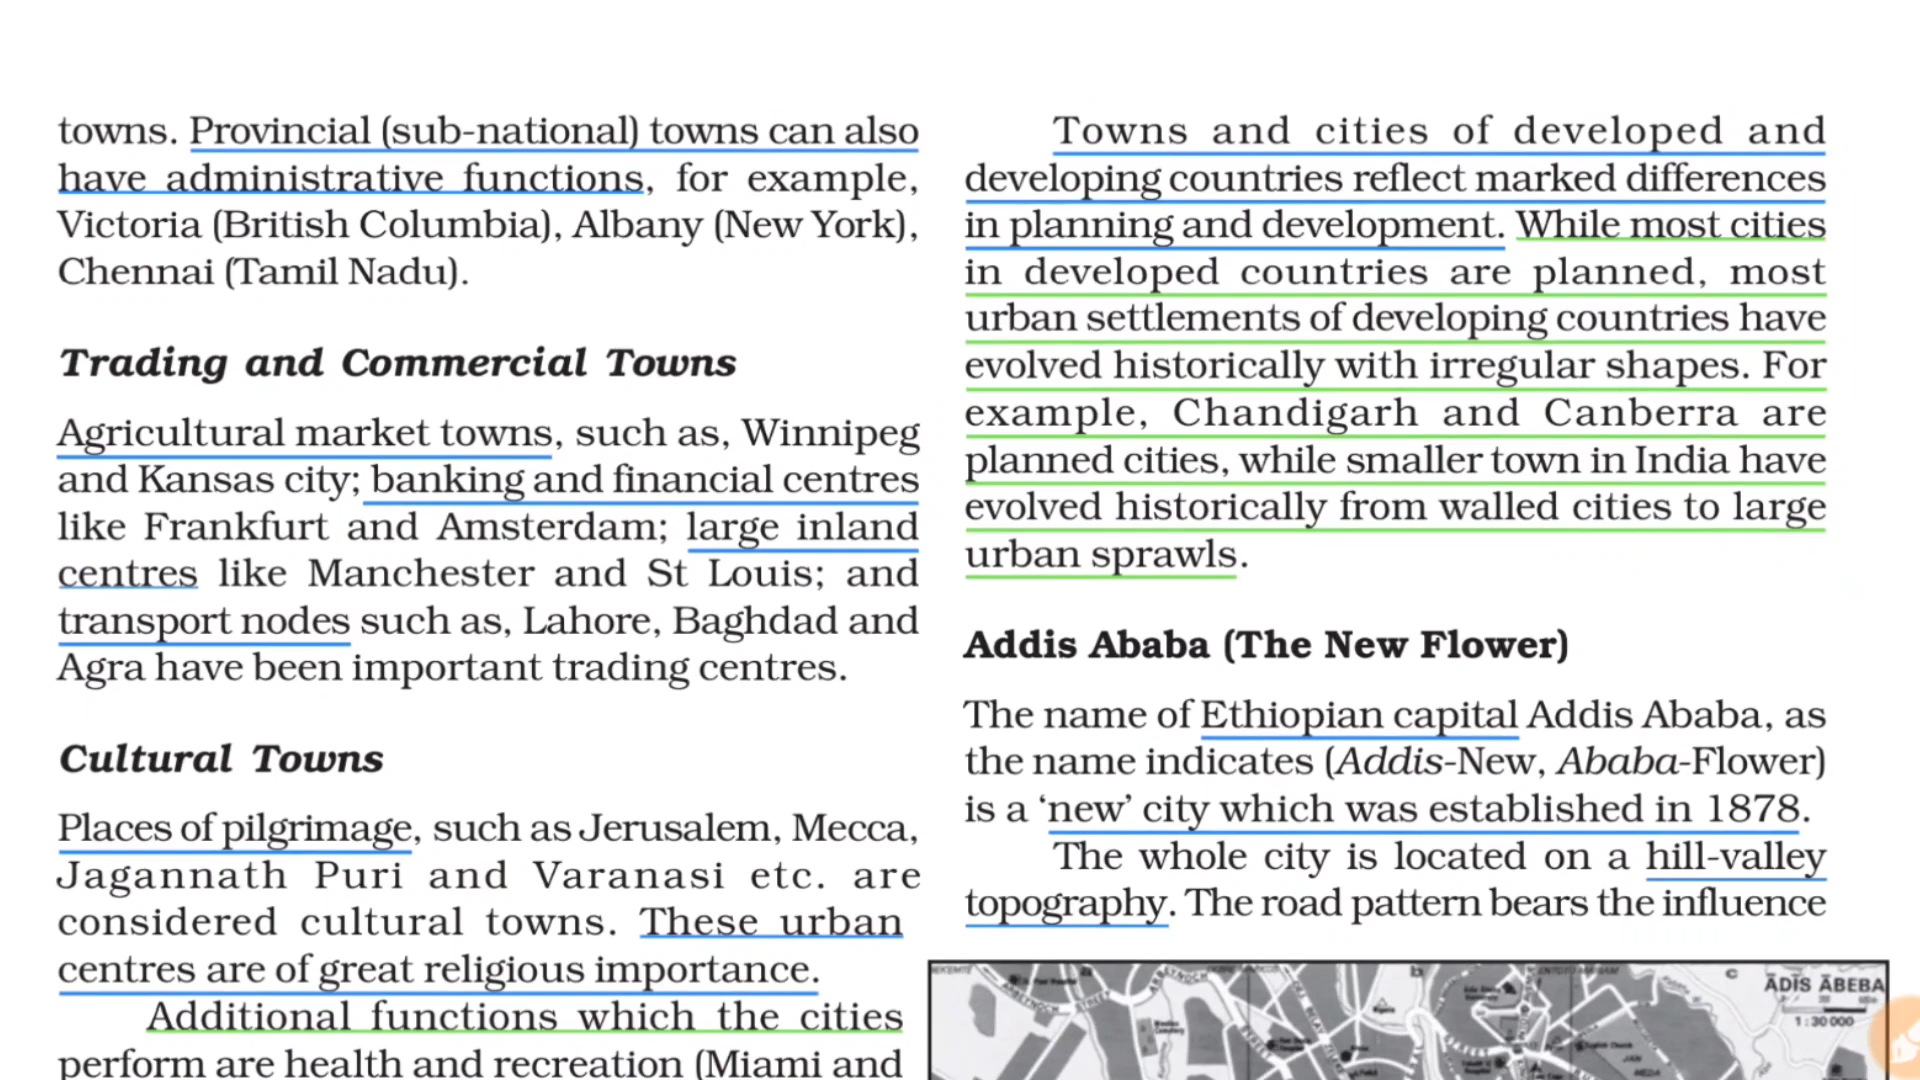 towns. Provincial (sub-national) towns can also
have administrative functions, for example,
Victoria (British Columbia), Albany (New York),
Chennai (Tamil Nadu).
Trading and Commercial Towns
Agricultural market towns, such as, Winnipeg
and Kansas city; banking and financial centres
like Frankfurt and Amsterdam; large inland
centres like Manchester and St Louis; and
transport nodes such as, Lahore, Baghdad and
Agra have been important trading centres.
Cultural Towns
Places of pilgrimage, such as Jerusalem, Mecca,
Jagannath Puri and Varanasi etc. are
considered cultural towns. These urban
centres are of great religious importance.
Additional functions which the cities
perform are health and recreation (Miami and
Towns and cities of developed and
developing countries reflect marked differences
in planning and development. While most cities
in developed countries are planned, most
urban settlements of developing countries have
evolved historically with irregular shapes. For
example, Chandigarh and Canberra are
planned cities, while smaller town in India have
evolved historically from walled cities to large
urban sprawls.
Addis Ababa (The New Flower)
The name of Ethiopian capital Addis Ababa, as
the name indicates (Addis-New, Ababa-Flower)
is a ‘new’ city which was established in 1878.
The whole city is located on a hill-valley
topography. The road pattern bears the influence
b
c
ĀDĪS ĀBEBA
1:30 000
STREET